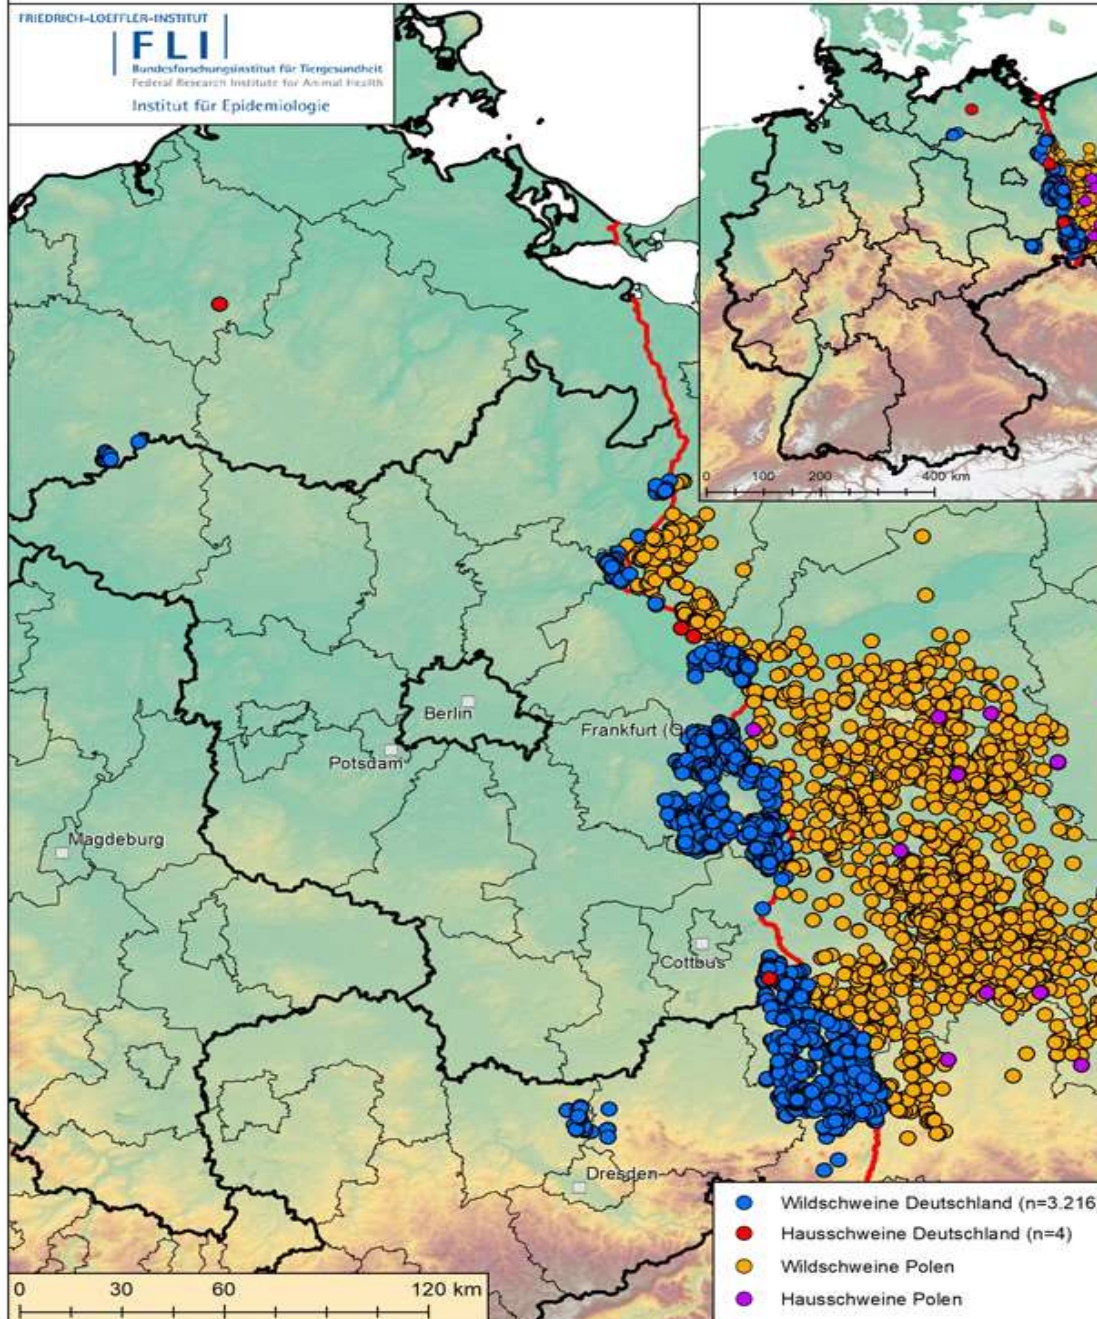 FRIEDRICH-LOEFFLER-INSTITUT
FLI
Bundesforschungsinstitut für Tiergesundheit
Federal Research Institute for Animal Health
Institut für Epidemiologie
0 100 200 400 km
Berlin
Frankfurt (O
Potsdam
Magdeburg
Cottbus
Dresden
Wildschweine Deutschland (n=3.216
Hausschweine Deutschland (n=4)
Wildschweine Polen
Hausschweine Polen
0 30 60 120 km